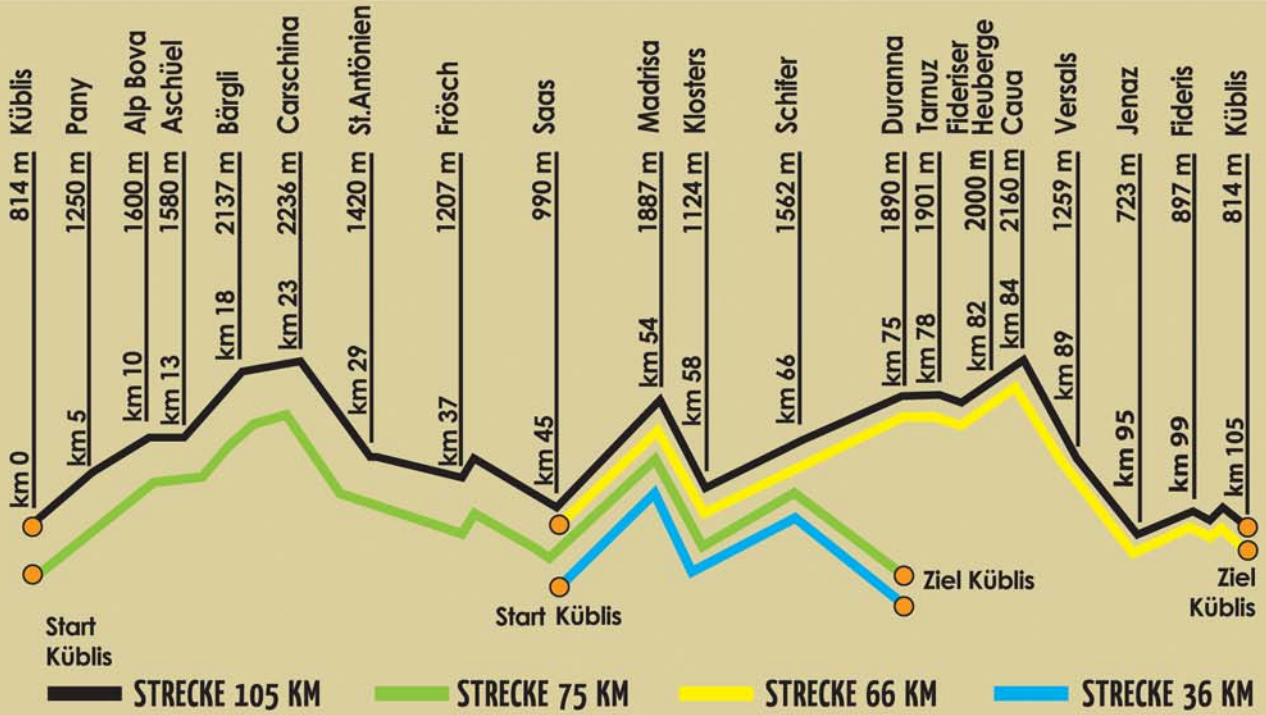 Küblis 814 m km 0
Pany 1250 m km 5
Alp Bova 1600 m km 10
Aschüel 1580 m km 13
Bärgli 2137 m km 18
Carschina 2236 m km 23
St.Antönien 1420 m km 29
Frösch 1207 m km 37
Saas 990 m km 45
Madrisa 1887 m km 54
Klosters 1124 m km 58
Schifer 1562 m km 66
Duranna 1890 m km 75
Tarnuz 1901 m km 78
Fideriser
Heuberge 2000 m km 82
Caua 2160 m km 84
Versals 1259 m km 89
Jenaz 723 m km 95
Fideris 897 m km 99
Küblis 814 m km 105
Start
Küblis
Start Küblis
Ziel Küblis
Ziel
Küblis
STRECKE 105 KM
STRECKE 75 KM
STRECKE 66 KM
STRECKE 36 KM